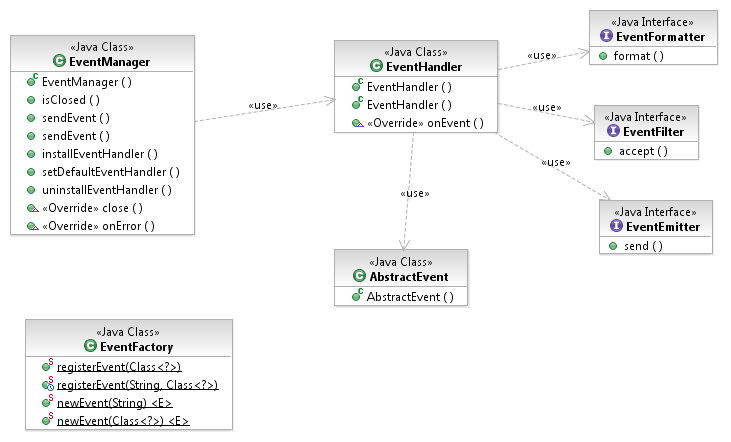 «Java Class»
EventManager
EventManager ( )
isClosed ( )
sendEvent ( )
sendEvent ( )
installEventHandler ( )
setDefaultEventHandler ( )
uninstallEventHandler ( )
«Override» close ( )
«Override» onError ( )
«use»
«Java Class»
EventHandler
EventHandler ( )
EventHandler ( )
«Override» onEvent ( )
«use»
«Java Interface»
EventFormatter
format ( )
«use»
«Java Interface»
EventFilter
accept ( )
«use»
«Java Interface»
EventEmitter
send ( )
«use»
«Java Class»
AbstractEvent
AbstractEvent ( )
«Java Class»
EventFactory
registerEvent(Class<?>)
registerEvent(String, Class<?>)
newEvent(String) <E>
newEvent(Class<?>) <E>